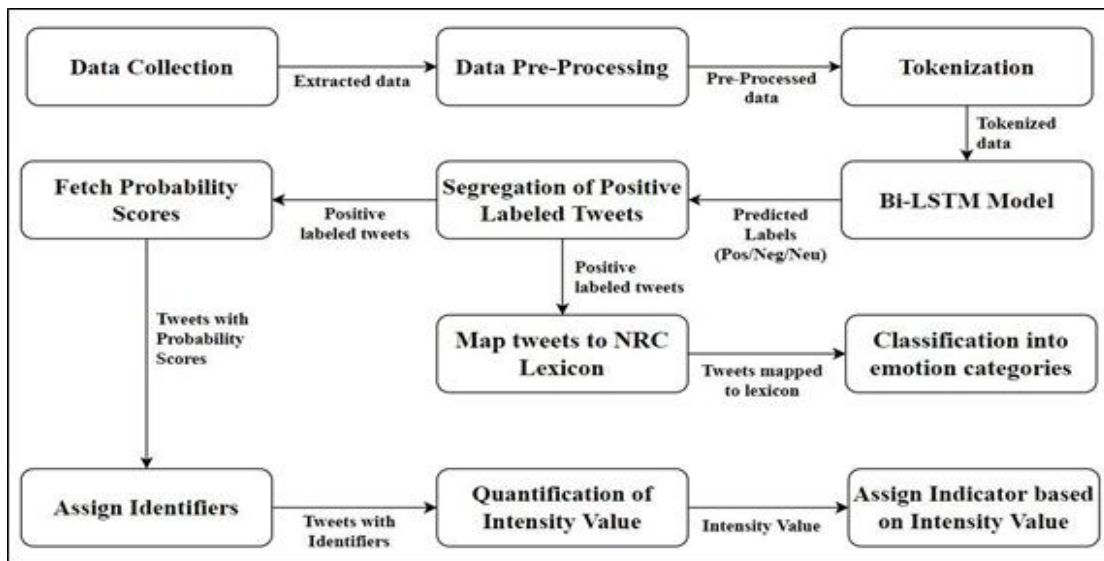 Data Collection
Extracted data
Data Pre-Processing
Pre-Processed
data
Tokenization
Tokenized
data
Bi-LSTM Model
Predicted
Labels
(Pos/Neg/Neu)
Segregation of Positive
Labeled Tweets
Positive
labeled tweets
Fetch Probability
Scores
Positive
labeled tweets
Map tweets to NRC
Lexicon
Tweets mapped
to lexicon
Classification into
emotion categories
Tweets with
Probability
Scores
Assign Identifiers
Tweets with
Identifiers
Quantification of
Intensity Value
Intensity Value
Assign Indicator based
on Intensity Value